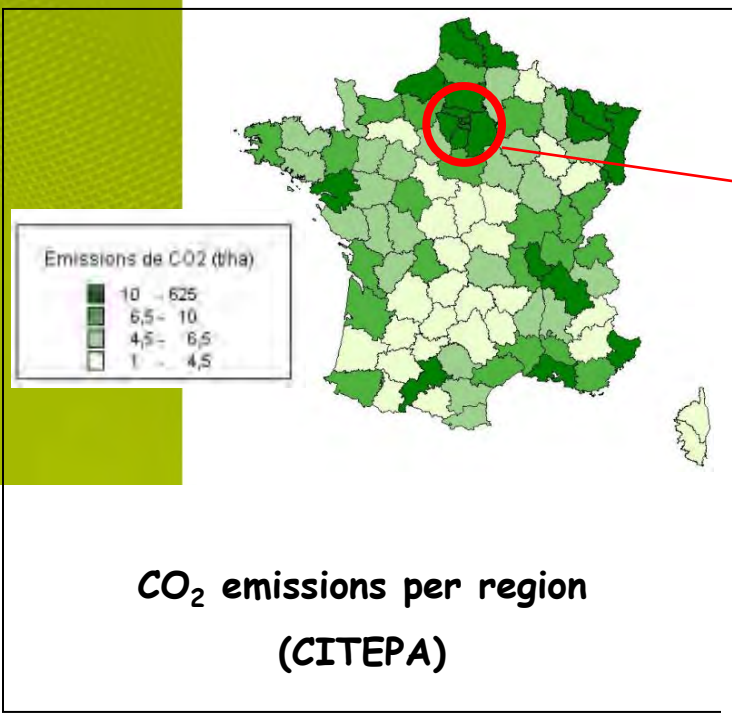 Emissions de CO2 (t/ha)
10 - 625
6,5 - 10
4,5 - 6,5
1 - 4,5
CO₂ emissions per region
(CITEPA)